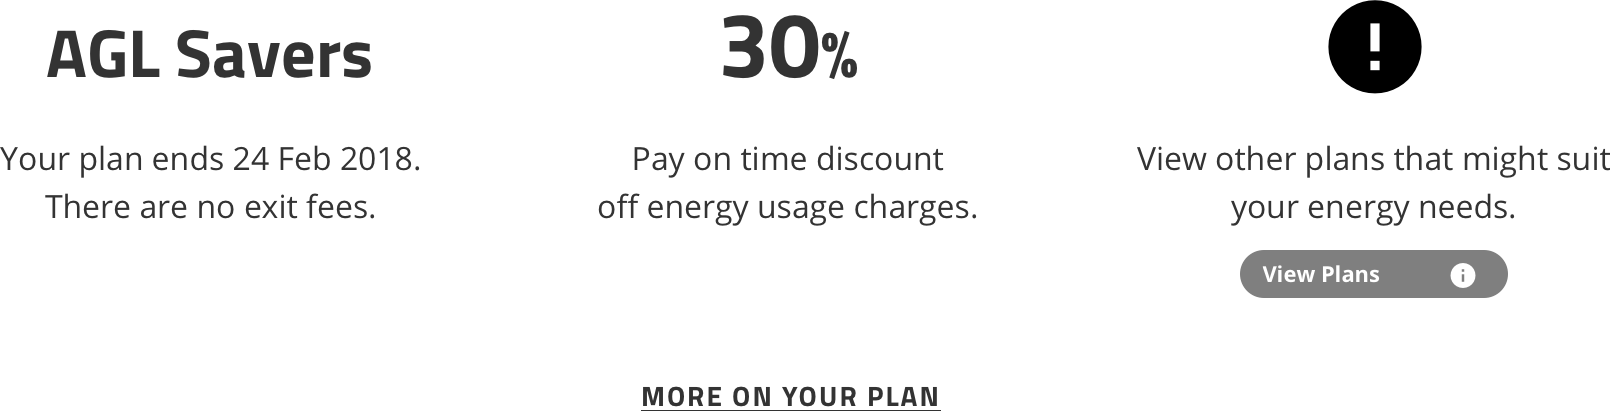 AGL Savers
Your plan ends 24 Feb 2018.
There are no exit fees.
30%
Pay on time discount
off energy usage charges.
View other plans that might suit
your energy needs.
View Plans
MORE ON YOUR PLAN